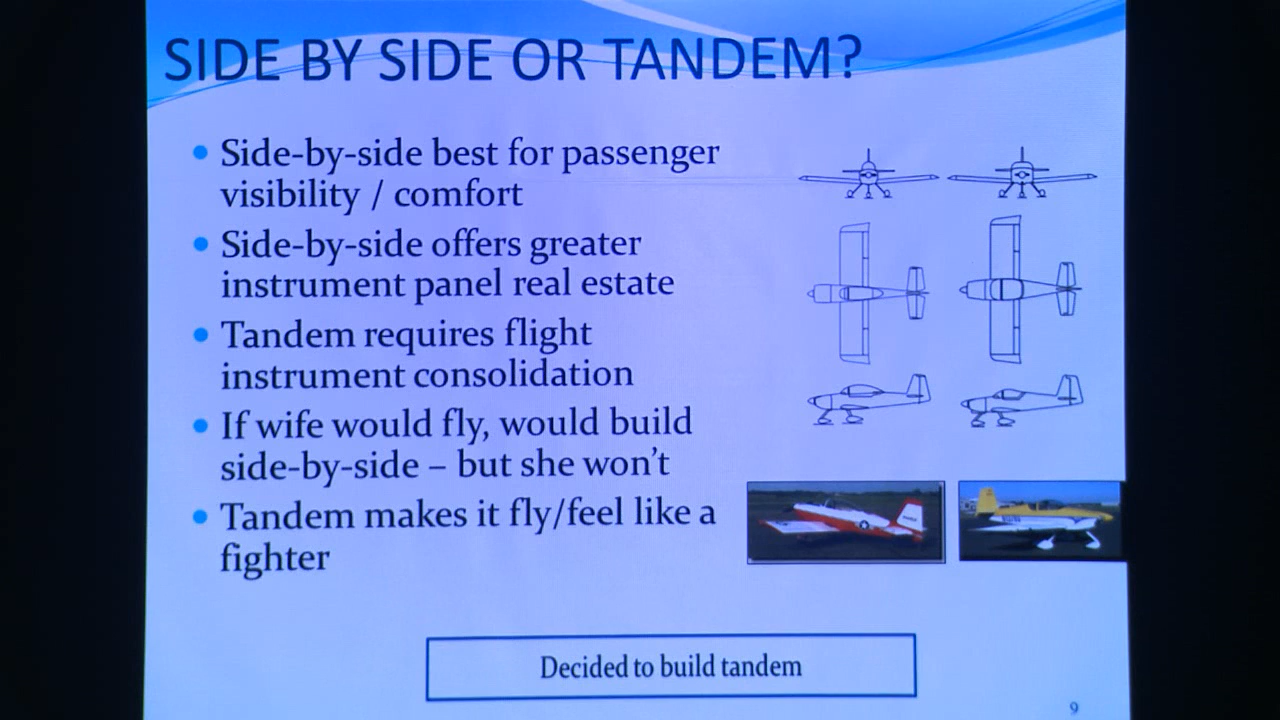 SIDE BY SIDE OR TANDEM?
• Side-by-side best for passenger
visibility / comfort
• Side-by-side offers greater
instrument panel real estate
• Tandem requires flight
instrument consolidation
• If wife would fly, would build
side-by-side – but she won't
• Tandem makes it fly/feel like a
fighter
Decided to build tandem
9